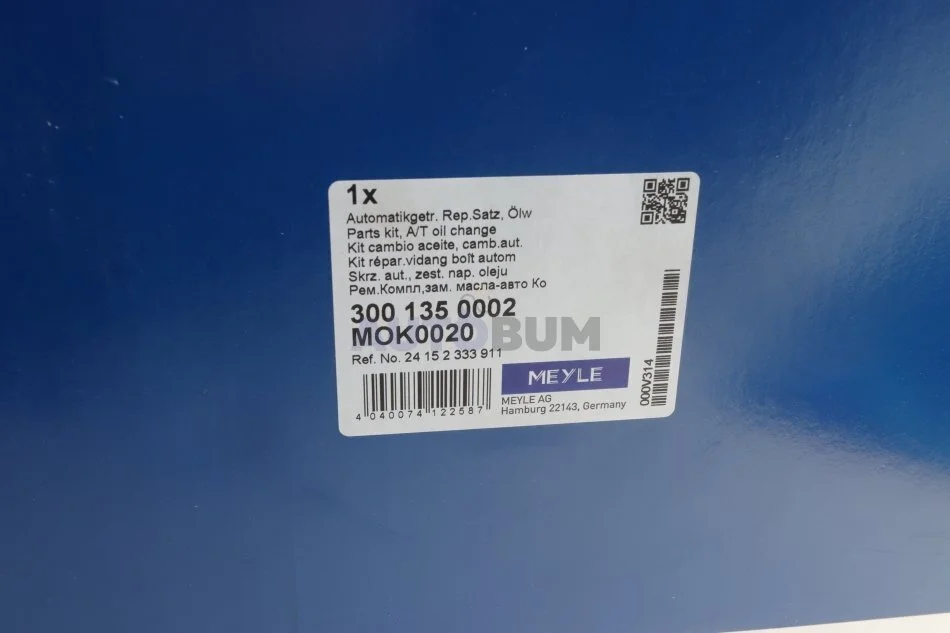 1x
Automatikgetr. Rep.Satz, Ölw
Parts kit, A/T oil change
Kit cambio aceite, camb.aut.
Kit répar.vidang boît autom
Skrz. aut., zest. nap. oleju
Рем.Компл,зам. масла-авто Ко
300 135 0002
MOK0020
AUTOBUM
Ref. No. 24 15 2 333 911
MEYLE
MEYLE AG
Hamburg 22143, Germany
4 040074 122587
000V314